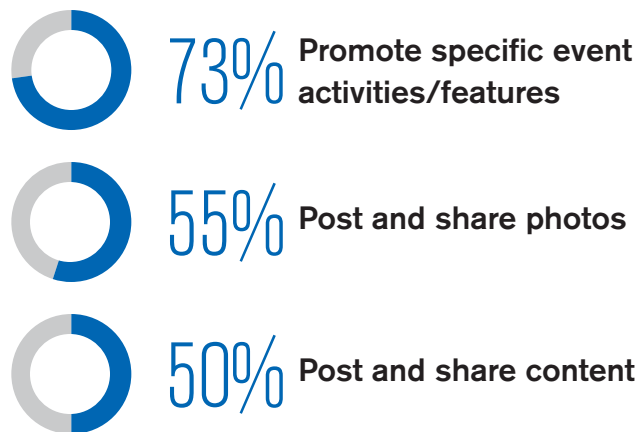 73% Promote specific event
activities/features
55% Post and share photos
50% Post and share content